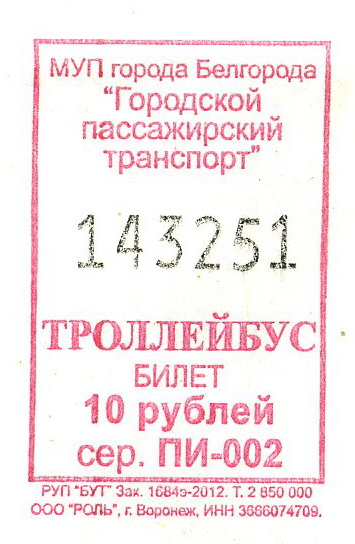 МУП города Белгорода
"Городской
пассажирский
транспорт"
143251
ТРОЛЛЕЙБУС
БИЛЕТ
10 рублей
сер. ПИ-002
РУП "БУТ" Зак. 1684э-2012. Т. 2 850 000
ООО "РОЛЬ", г. Воронеж, ИНН 3666074709.